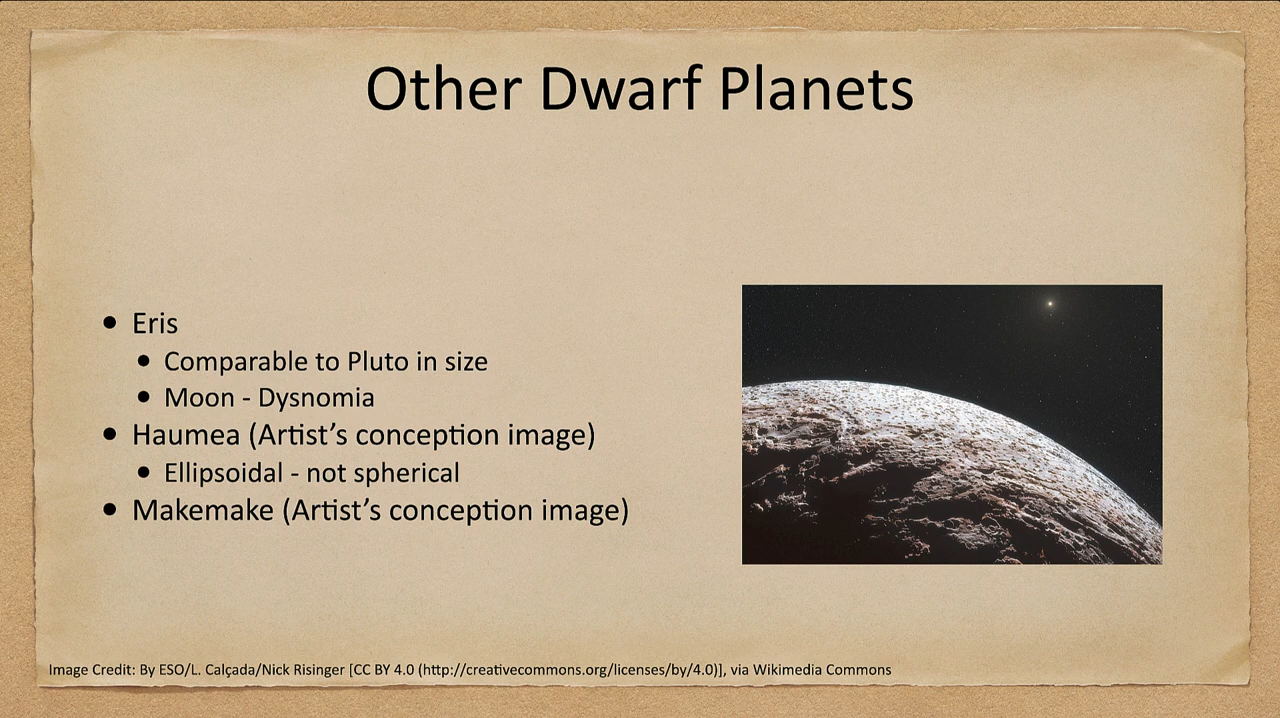 Other Dwarf Planets
• Eris
• Comparable to Pluto in size
• Moon - Dysnomia
• Haumea (Artist’s conception image)
• Ellipsoidal - not spherical
• Makemake (Artist’s conception image)
Image Credit: By ESO/L. Calçada/Nick Risinger [CC BY 4.0 (http://creativecommons.org/licenses/by/4.0)], via Wikimedia Commons